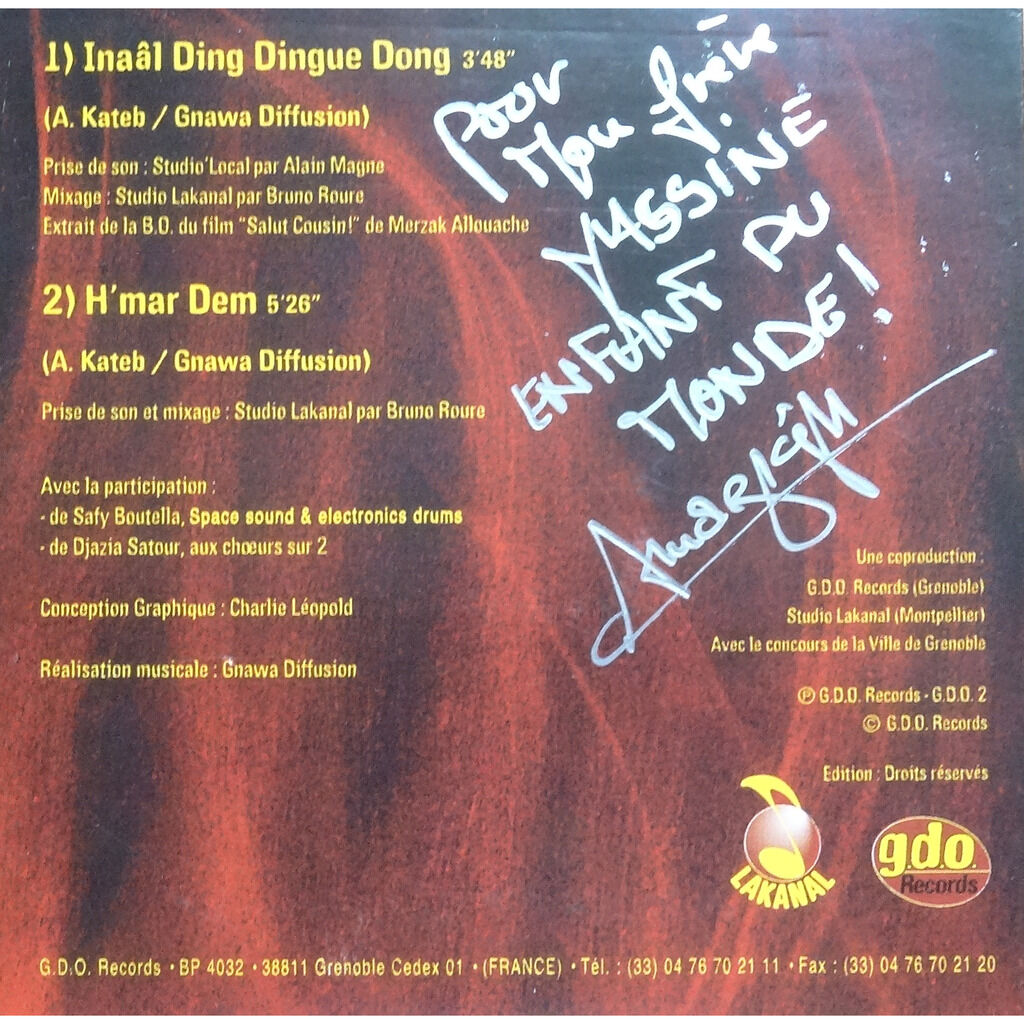 1) Inaâl Ding Dingue Dong 3'48"
(A. Kateb / Gnawa Diffusion)
Prise de son : Studio'Local par Alain Magne
Mixage : Studio Lakanal par Bruno Roure
Extrait de la B.O. du film "Salut Cousin!" de Merzak Allouache
2) H'mar Dem 5'26"
(A. Kateb / Gnawa Diffusion)
Prise de son et mixage : Studio Lakanal par Bruno Roure
Avec la participation :
- de Safy Boutella, Space sound & electronics drums
- de Djazia Satour, aux chœurs sur 2
Conception Graphique : Charlie Léopold
Réalisation musicale : Gnawa Diffusion
Pour
Mon frère
YASSINE
ENFANT DU
MONDE!
Une coproduction :
G.D.O. Records (Grenoble)
Studio Lakanal (Montpellier)
Avec le concours de la Ville de Grenoble
℗ G.D.O. Records - G.D.O. 2
© G.D.O. Records
Edition : Droits réservés
LAKANAL
g.d.o.
Records
G.D.O. Records • BP 4032 • 38811 Grenoble Cedex 01 • (FRANCE) • Tél. : (33) 04 76 70 21 11 • Fax : (33) 04 76 70 21 20